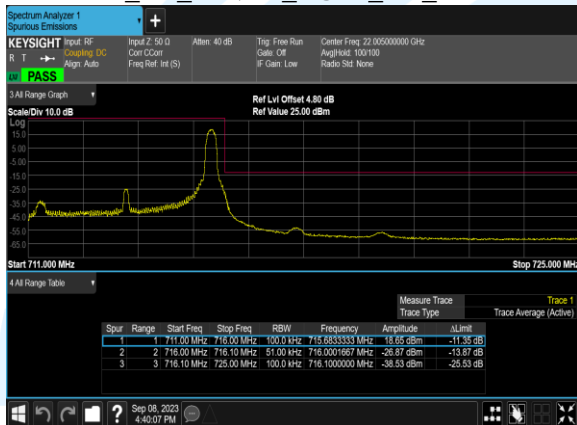 Spectrum Analyzer 1
Spurious Emissions
+
KEYSIGHT Input: RF Input Z: 50 Ω Atten: 40 dB Trig: Free Run Center Freq: 22.005000000 GHz
R T Coupling: DC Corr CCorr Gate: Off Avg|Hold: 100/100
Align: Auto Freq Ref: Int (S) IF Gain: Low Radio Std: None
PASS
3 All Range Graph Ref Lvl Offset 4.80 dB
Scale/Div 10.0 dB Ref Value 25.00 dBm
Log
15.0
5.00
-5.00
-15.0
-25.0
-35.0
-45.0
-55.0
-65.0
Start 711.000 MHz Stop 725.000 MHz
4 All Range Table
Measure Trace Trace 1
Trace Type Trace Average (Active)
Spur Range Start Freq Stop Freq RBW Frequency Amplitude ΔLimit
1 1 711.00 MHz 716.00 MHz 100.0 kHz 715.6833333 MHz 18.65 dBm -11.35 dB
2 2 716.00 MHz 716.10 MHz 51.00 kHz 716.0001667 MHz -26.87 dBm -13.87 dB
3 3 716.10 MHz 725.00 MHz 100.0 kHz 716.1000000 MHz -38.53 dBm -25.53 dB
? Sep 08, 2023
4:40:07 PM